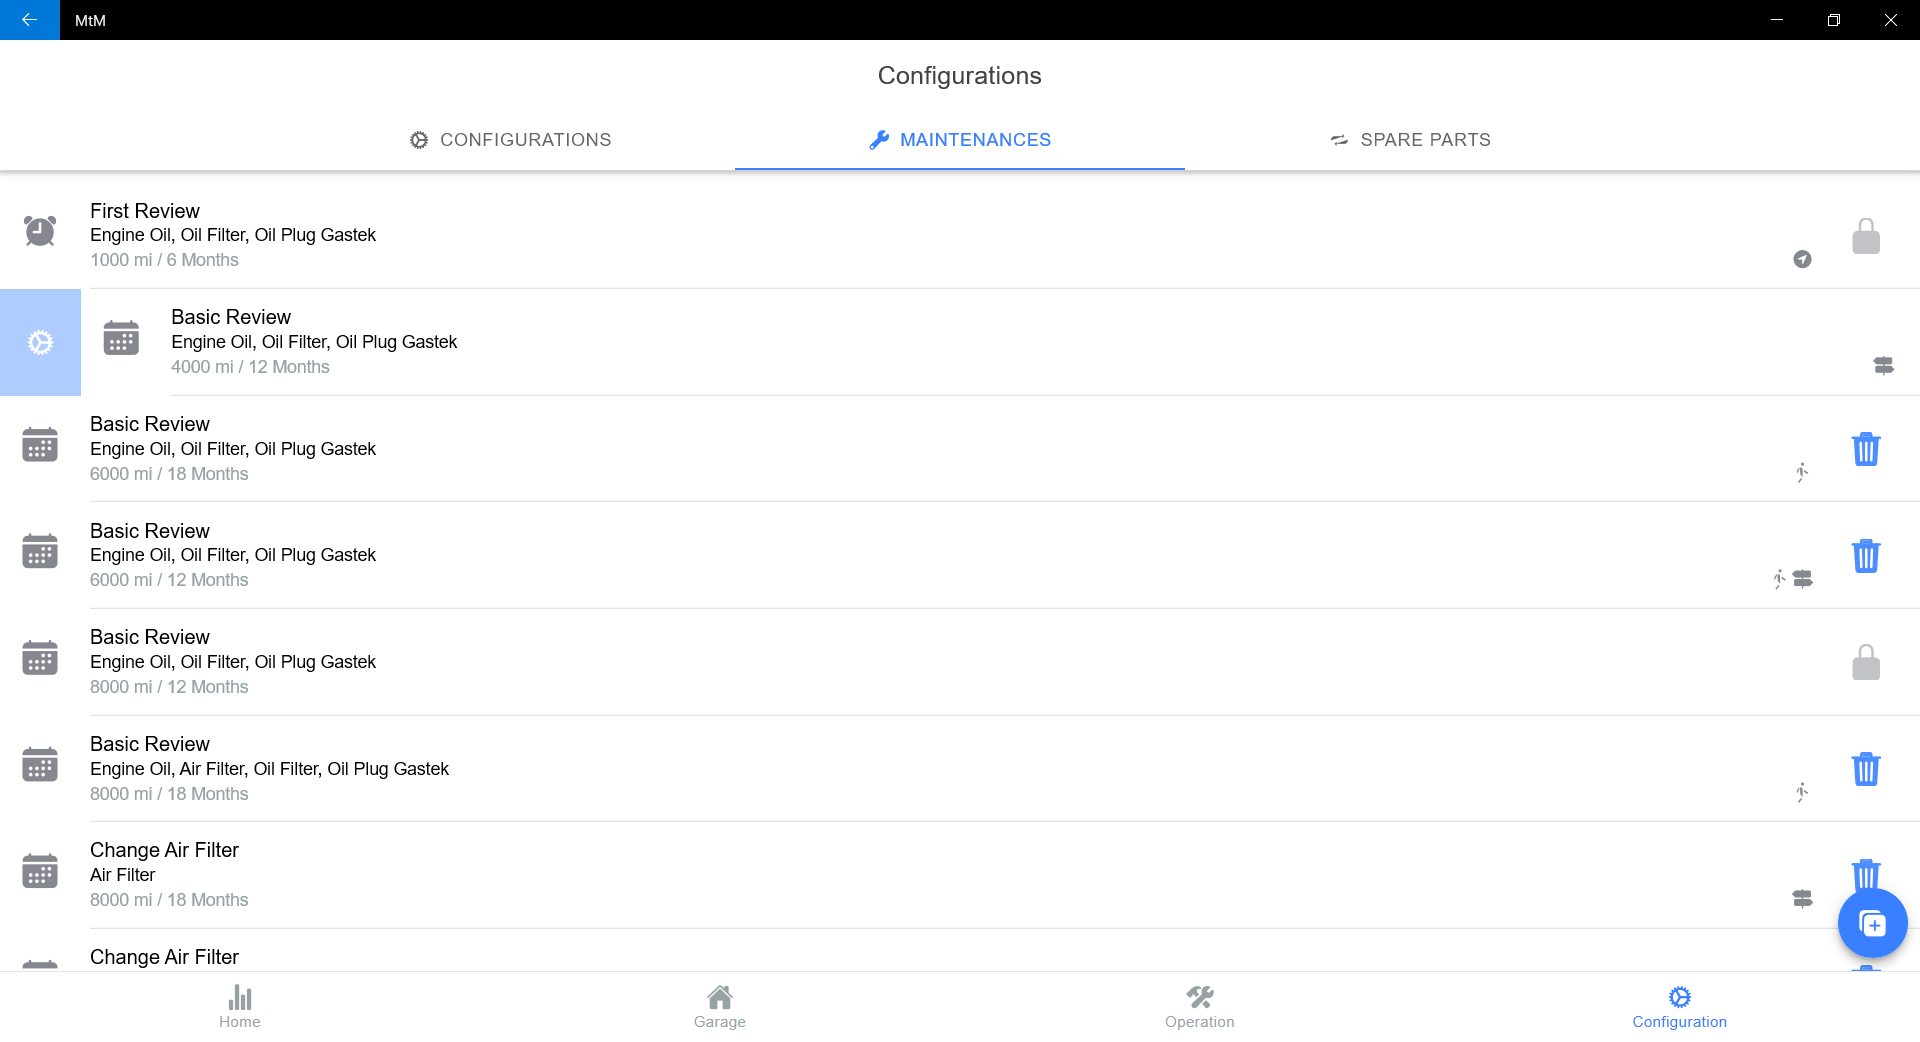 MtM
Configurations
CONFIGURATIONS
MAINTENANCES
SPARE PARTS
First Review
Engine Oil, Oil Filter, Oil Plug Gastek
1000 mi / 6 Months
Basic Review
Engine Oil, Oil Filter, Oil Plug Gastek
4000 mi / 12 Months
Basic Review
Engine Oil, Oil Filter, Oil Plug Gastek
6000 mi / 18 Months
Basic Review
Engine Oil, Oil Filter, Oil Plug Gastek
6000 mi / 12 Months
Basic Review
Engine Oil, Oil Filter, Oil Plug Gastek
8000 mi / 12 Months
Basic Review
Engine Oil, Air Filter, Oil Filter, Oil Plug Gastek
8000 mi / 18 Months
Change Air Filter
Air Filter
8000 mi / 18 Months
Change Air Filter
Home
Garage
Operation
Configuration